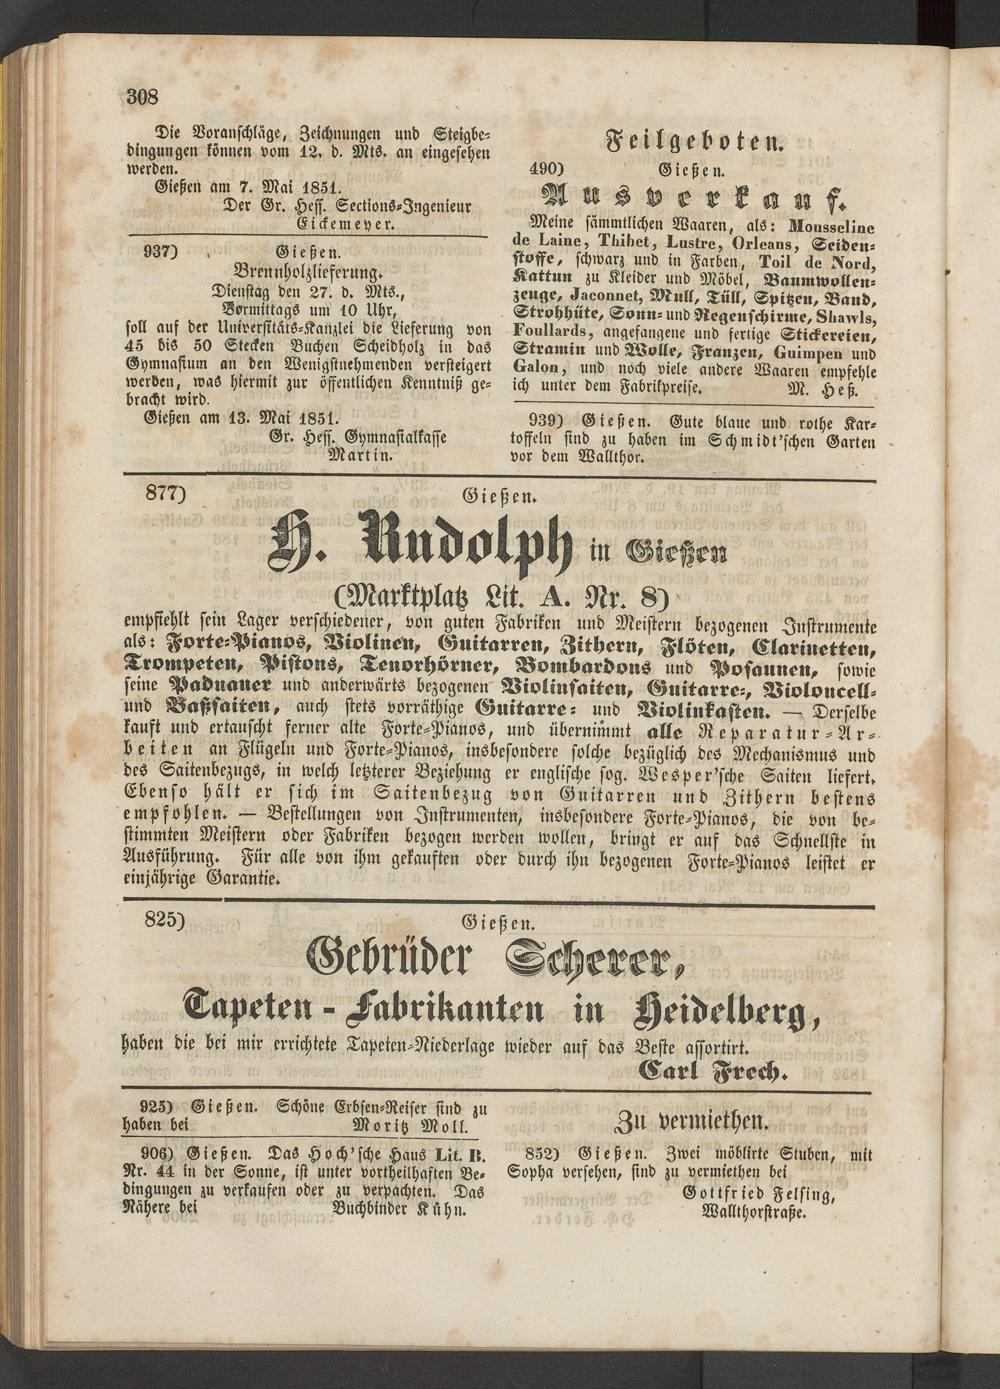 308
Die Voranschläge, Zeichnungen und Steigbe-
dingungen können vom 12. d. Mts. an eingesehen
werden.
Gießen am 7. Mai 1851.
Der Gr. Hess. Sections-Ingenieur
Eickemeyer.
937) Gießen.
Brennholzlieferung.
Dienstag den 27. d. Mts.,
Vormittags um 10 Uhr,
soll auf der Universitäts-Kanzlei die Lieferung von
45 bis 50 Stecken Buchen Scheidholz in das
Gymnasium an den Wenigstnehmenden versteigert
werden, was hiermit zur öffentlichen Kenntniß ge-
bracht wird.
Gießen am 13. Mai 1851.
Gr. Hess. Gymnasialkasse
Martin.
Feilgeboten.
490) Gießen.
Ausverkauf.
Meine sämmtlichen Waaren, als: Mousseline
de Laine, Thibet, Lustre, Orleans, Seiden-
stoffe, schwarz und in Farben, Toil de Nord,
Kattun zu Kleider und Möbel, Baumwollen-
zeuge, Jaconnet, Mull, Tüll, Spitzen, Band,
Strohhüte, Sonn- und Regenschirme, Shawls,
Foullards, angefangene und fertige Stickereien,
Stramin und Wolle, Franzen, Guimpen und
Galon, und noch viele andere Waaren empfehle
ich unter dem Fabrikpreise. M. Heß.
939) Gießen. Gute blaue und rothe Kar-
toffeln sind zu haben im Schmidt'schen Garten
vor dem Wallthor.
877) Gießen.
H. Rudolph in Gießen
(Marktplatz Lit. A. Nr. 8)
empfiehlt sein Lager verschiedener, von guten Fabriken und Meistern bezogenen Instrumente
als: Forte-Pianos, Violinen, Guitarren, Zithern, Flöten, Clarinetten,
Trompeten, Pistons, Tenorhörner, Bombardons und Posaunen, sowie
seine Paduaner und anderwärts bezogenen Violinsaiten, Guitarre-, Violoncell-
und Baßsaiten, auch stets vorräthige Guitarre- und Violinkasten. — Derselbe
kauft und ertauscht ferner alte Forte-Pianos, und übernimmt alle Reparatur-Ar-
beiten an Flügeln und Forte-Pianos, insbesondere solche bezüglich des Mechanismus und
des Saitenbezugs, in welch letzterer Beziehung er englische sog. Wesper'sche Saiten liefert.
Ebenso hält er sich im Saitenbezug von Guitarren und Zithern bestens
empfohlen. — Bestellungen von Instrumenten, insbesondere Forte-Pianos, die von be-
stimmten Meistern oder Fabriken bezogen werden wollen, bringt er auf das Schnellste in
Ausführung. Für alle von ihm gekauften oder durch ihn bezogenen Forte-Pianos leistet er
einjährige Garantie.
825) Gießen.
Gebrüder Scherer,
Tapeten-Fabrikanten in Heidelberg,
haben die bei mir errichtete Tapeten-Niederlage wieder auf das Beste assortirt.
Carl Frech.
925) Gießen. Schöne Erbsen-Reiser sind zu
haben bei Moritz Moll.
906) Gießen. Das Hoch'sche Haus Lit. B.
Nr. 44 in der Sonne, ist unter vortheilhaften Be-
dingungen zu verkaufen oder zu verpachten. Das
Nähere bei Buchbinder Kühn.
Zu vermiethen.
852) Gießen. Zwei möblirte Stuben, mit
Sopha versehen, sind zu vermiethen bei
Gottfried Felsing,
Wallthorstraße.